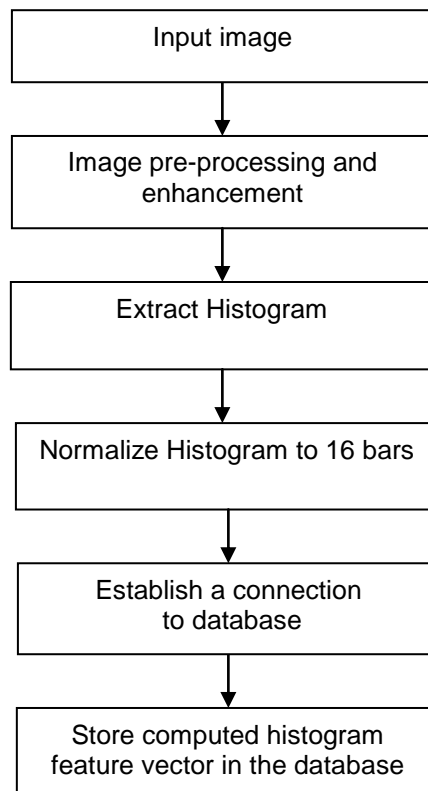 Input image
Image pre-processing and
enhancement
Extract Histogram
Normalize Histogram to 16 bars
Establish a connection
to database
Store computed histogram
feature vector in the database